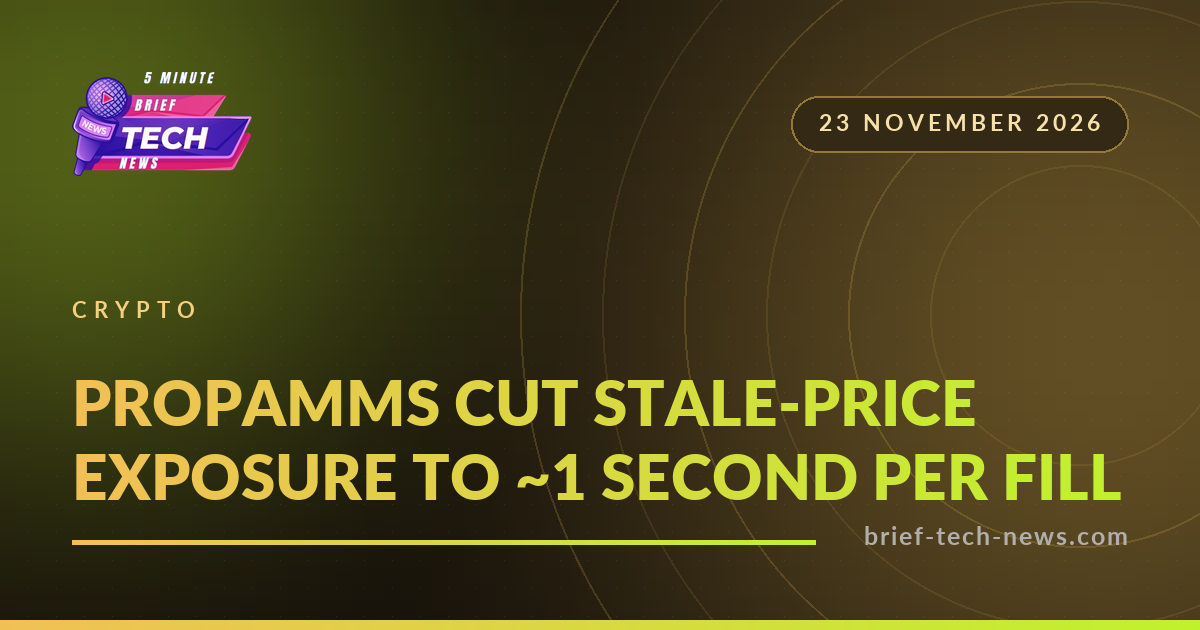 5 MINUTE
BRIEF
NEWS
TECH
NEWS
23 NOVEMBER 2026
CRYPTO
PROPAMMS CUT STALE-PRICE
EXPOSURE TO ~1 SECOND PER FILL
brief-tech-news.com